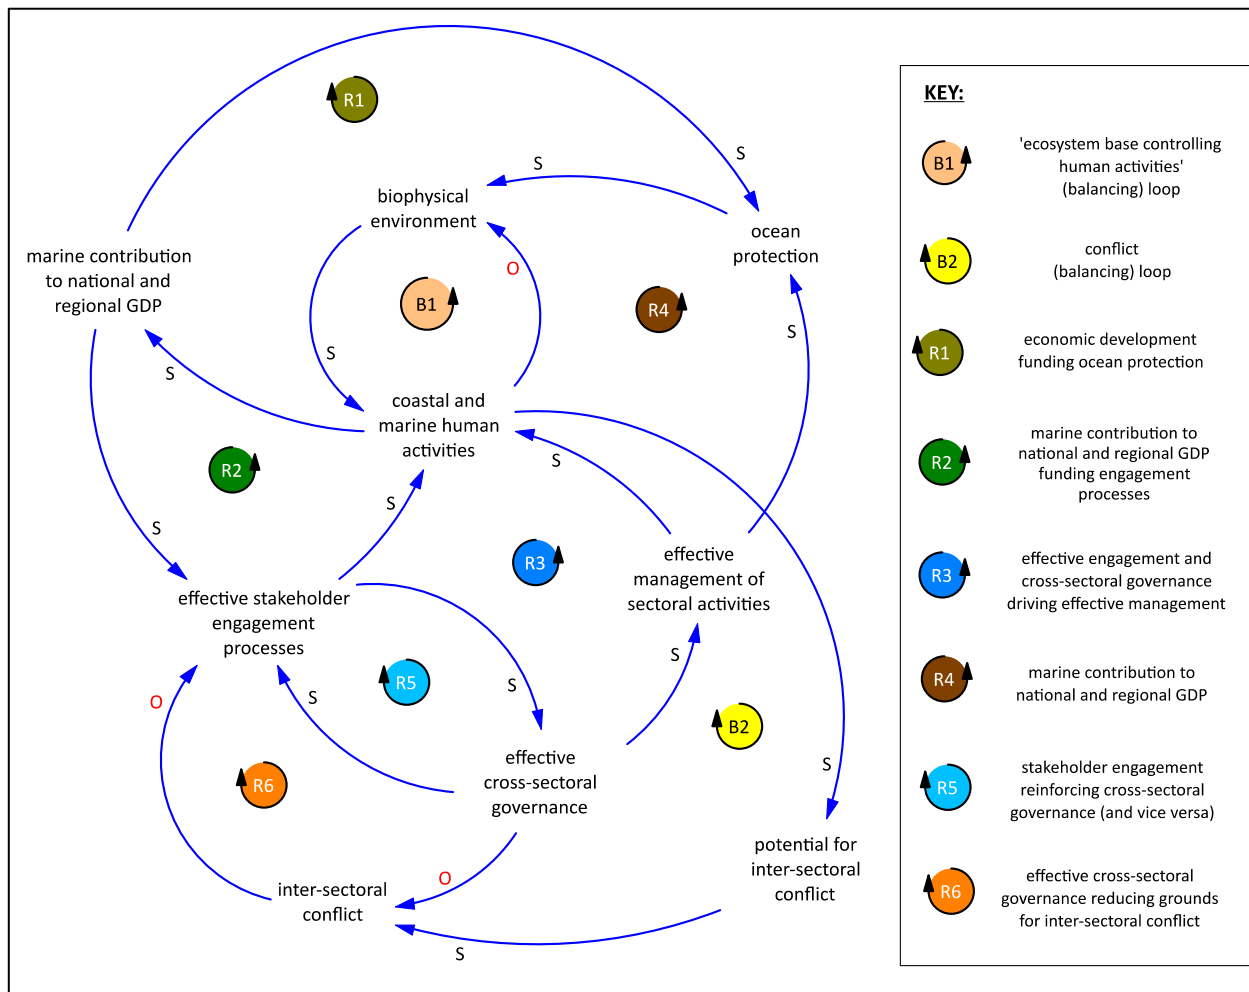 R1
S
S
biophysical
environment
ocean
protection
marine contribution
to national and
regional GDP
O
B1
R4
S
S
S
coastal and
marine human
activities
S
R2
S
S
R3
effective
management of
sectoral activities
effective stakeholder
engagement
processes
S
R5
S
S
O
B2
effective
cross-sectoral
governance
S
R6
potential for
inter-sectoral
conflict
O
inter-sectoral
conflict
S
KEY:
B1
'ecosystem base controlling
human activities'
(balancing) loop
B2
conflict
(balancing) loop
R1
economic development
funding ocean protection
R2
marine contribution to
national and regional GDP
funding engagement
processes
R3
effective engagement and
cross-sectoral governance
driving effective management
R4
marine contribution to
national and regional GDP
R5
stakeholder engagement
reinforcing cross-sectoral
governance (and vice versa)
R6
effective cross-sectoral
governance reducing grounds
for inter-sectoral conflict